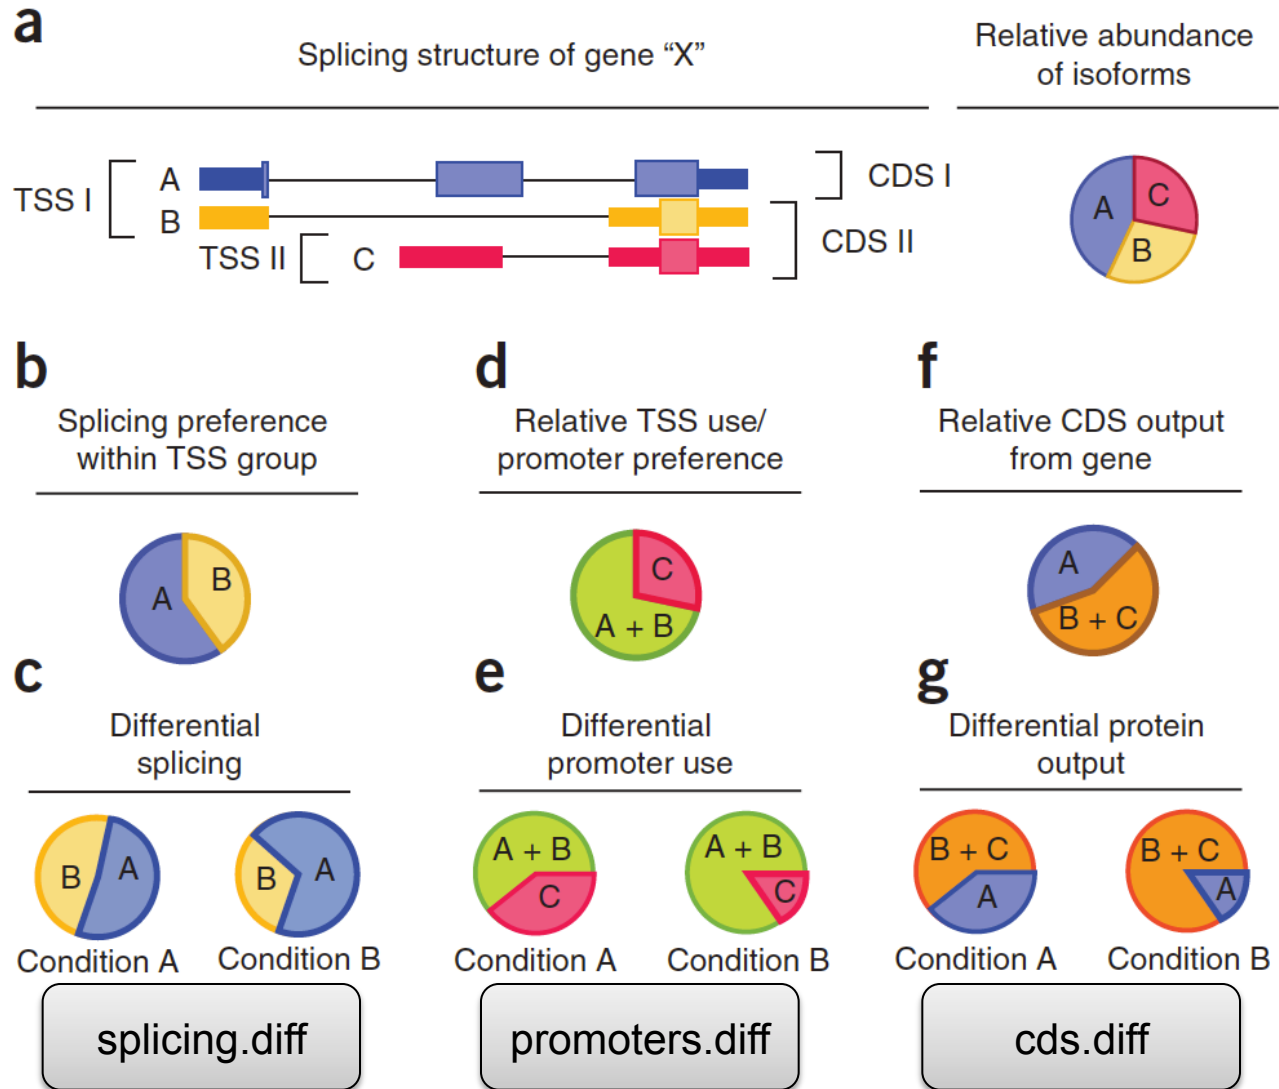 a
Splicing structure of gene “X”
Relative abundance
of isoforms
TSS I
A
B
TSS II
C
CDS I
CDS II
A
C
B
b
Splicing preference
within TSS group
A
B
d
Relative TSS use/
promoter preference
C
A + B
f
Relative CDS output
from gene
A
B + C
c
Differential
splicing
B
A
B
A
Condition A
Condition B
splicing.diff
e
Differential
promoter use
A + B
C
A + B
C
Condition A
Condition B
promoters.diff
g
Differential protein
output
B + C
A
B + C
A
Condition A
Condition B
cds.diff